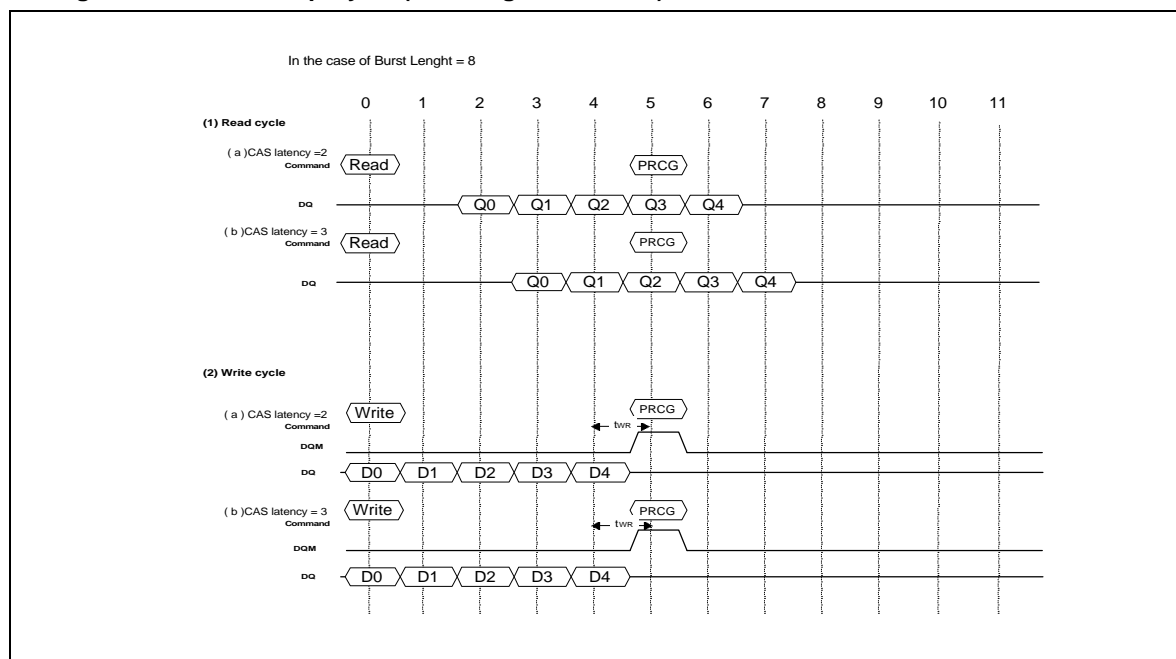 In the case of Burst Lenght = 8
0 1 2 3 4 5 6 7 8 9 10 11
(1) Read cycle
( a )CAS latency =2
Command
Read PRCG
DQ Q0 Q1 Q2 Q3 Q4
( b )CAS latency = 3
Command
Read PRCG
DQ Q0 Q1 Q2 Q3 Q4
(2) Write cycle
( a ) CAS latency =2
Command
Write PRCG
tWR
DQM
DQ D0 D1 D2 D3 D4
( b )CAS latency = 3
Command
Write PRCG
tWR
DQM
DQ D0 D1 D2 D3 D4